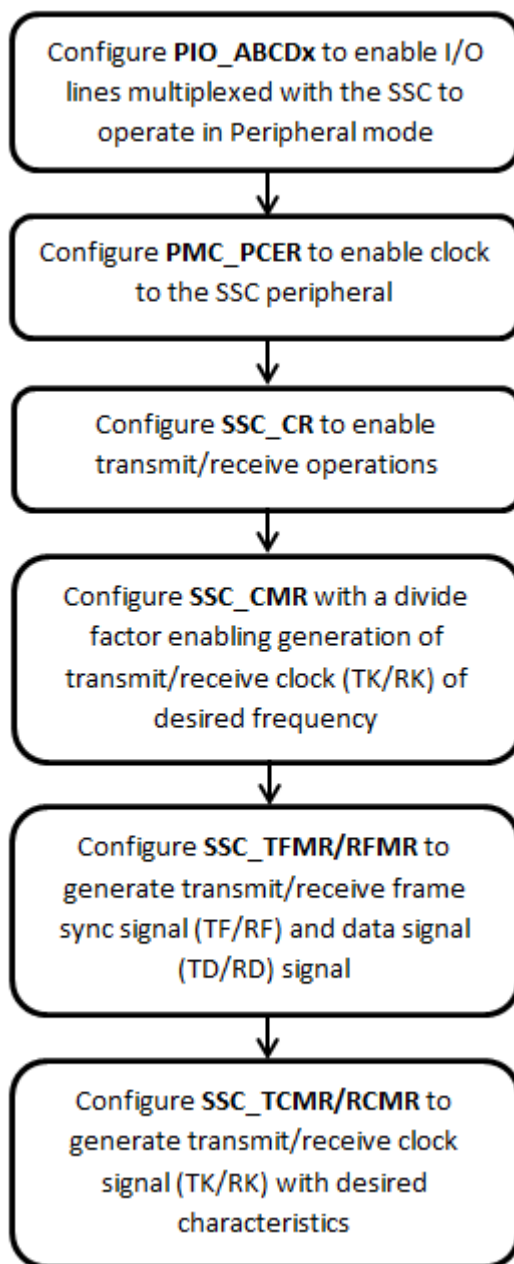 Configure PIO_ABCDx to enable I/O
lines multiplexed with the SSC to
operate in Peripheral mode
Configure PMC_PCER to enable clock
to the SSC peripheral
Configure SSC_CR to enable
transmit/receive operations
Configure SSC_CMR with a divide
factor enabling generation of
transmit/receive clock (TK/RK) of
desired frequency
Configure SSC_TFMR/RFMR to
generate transmit/receive frame
sync signal (TF/RF) and data signal
(TD/RD) signal
Configure SSC_TCMR/RCMR to
generate transmit/receive clock
signal (TK/RK) with desired
characteristics